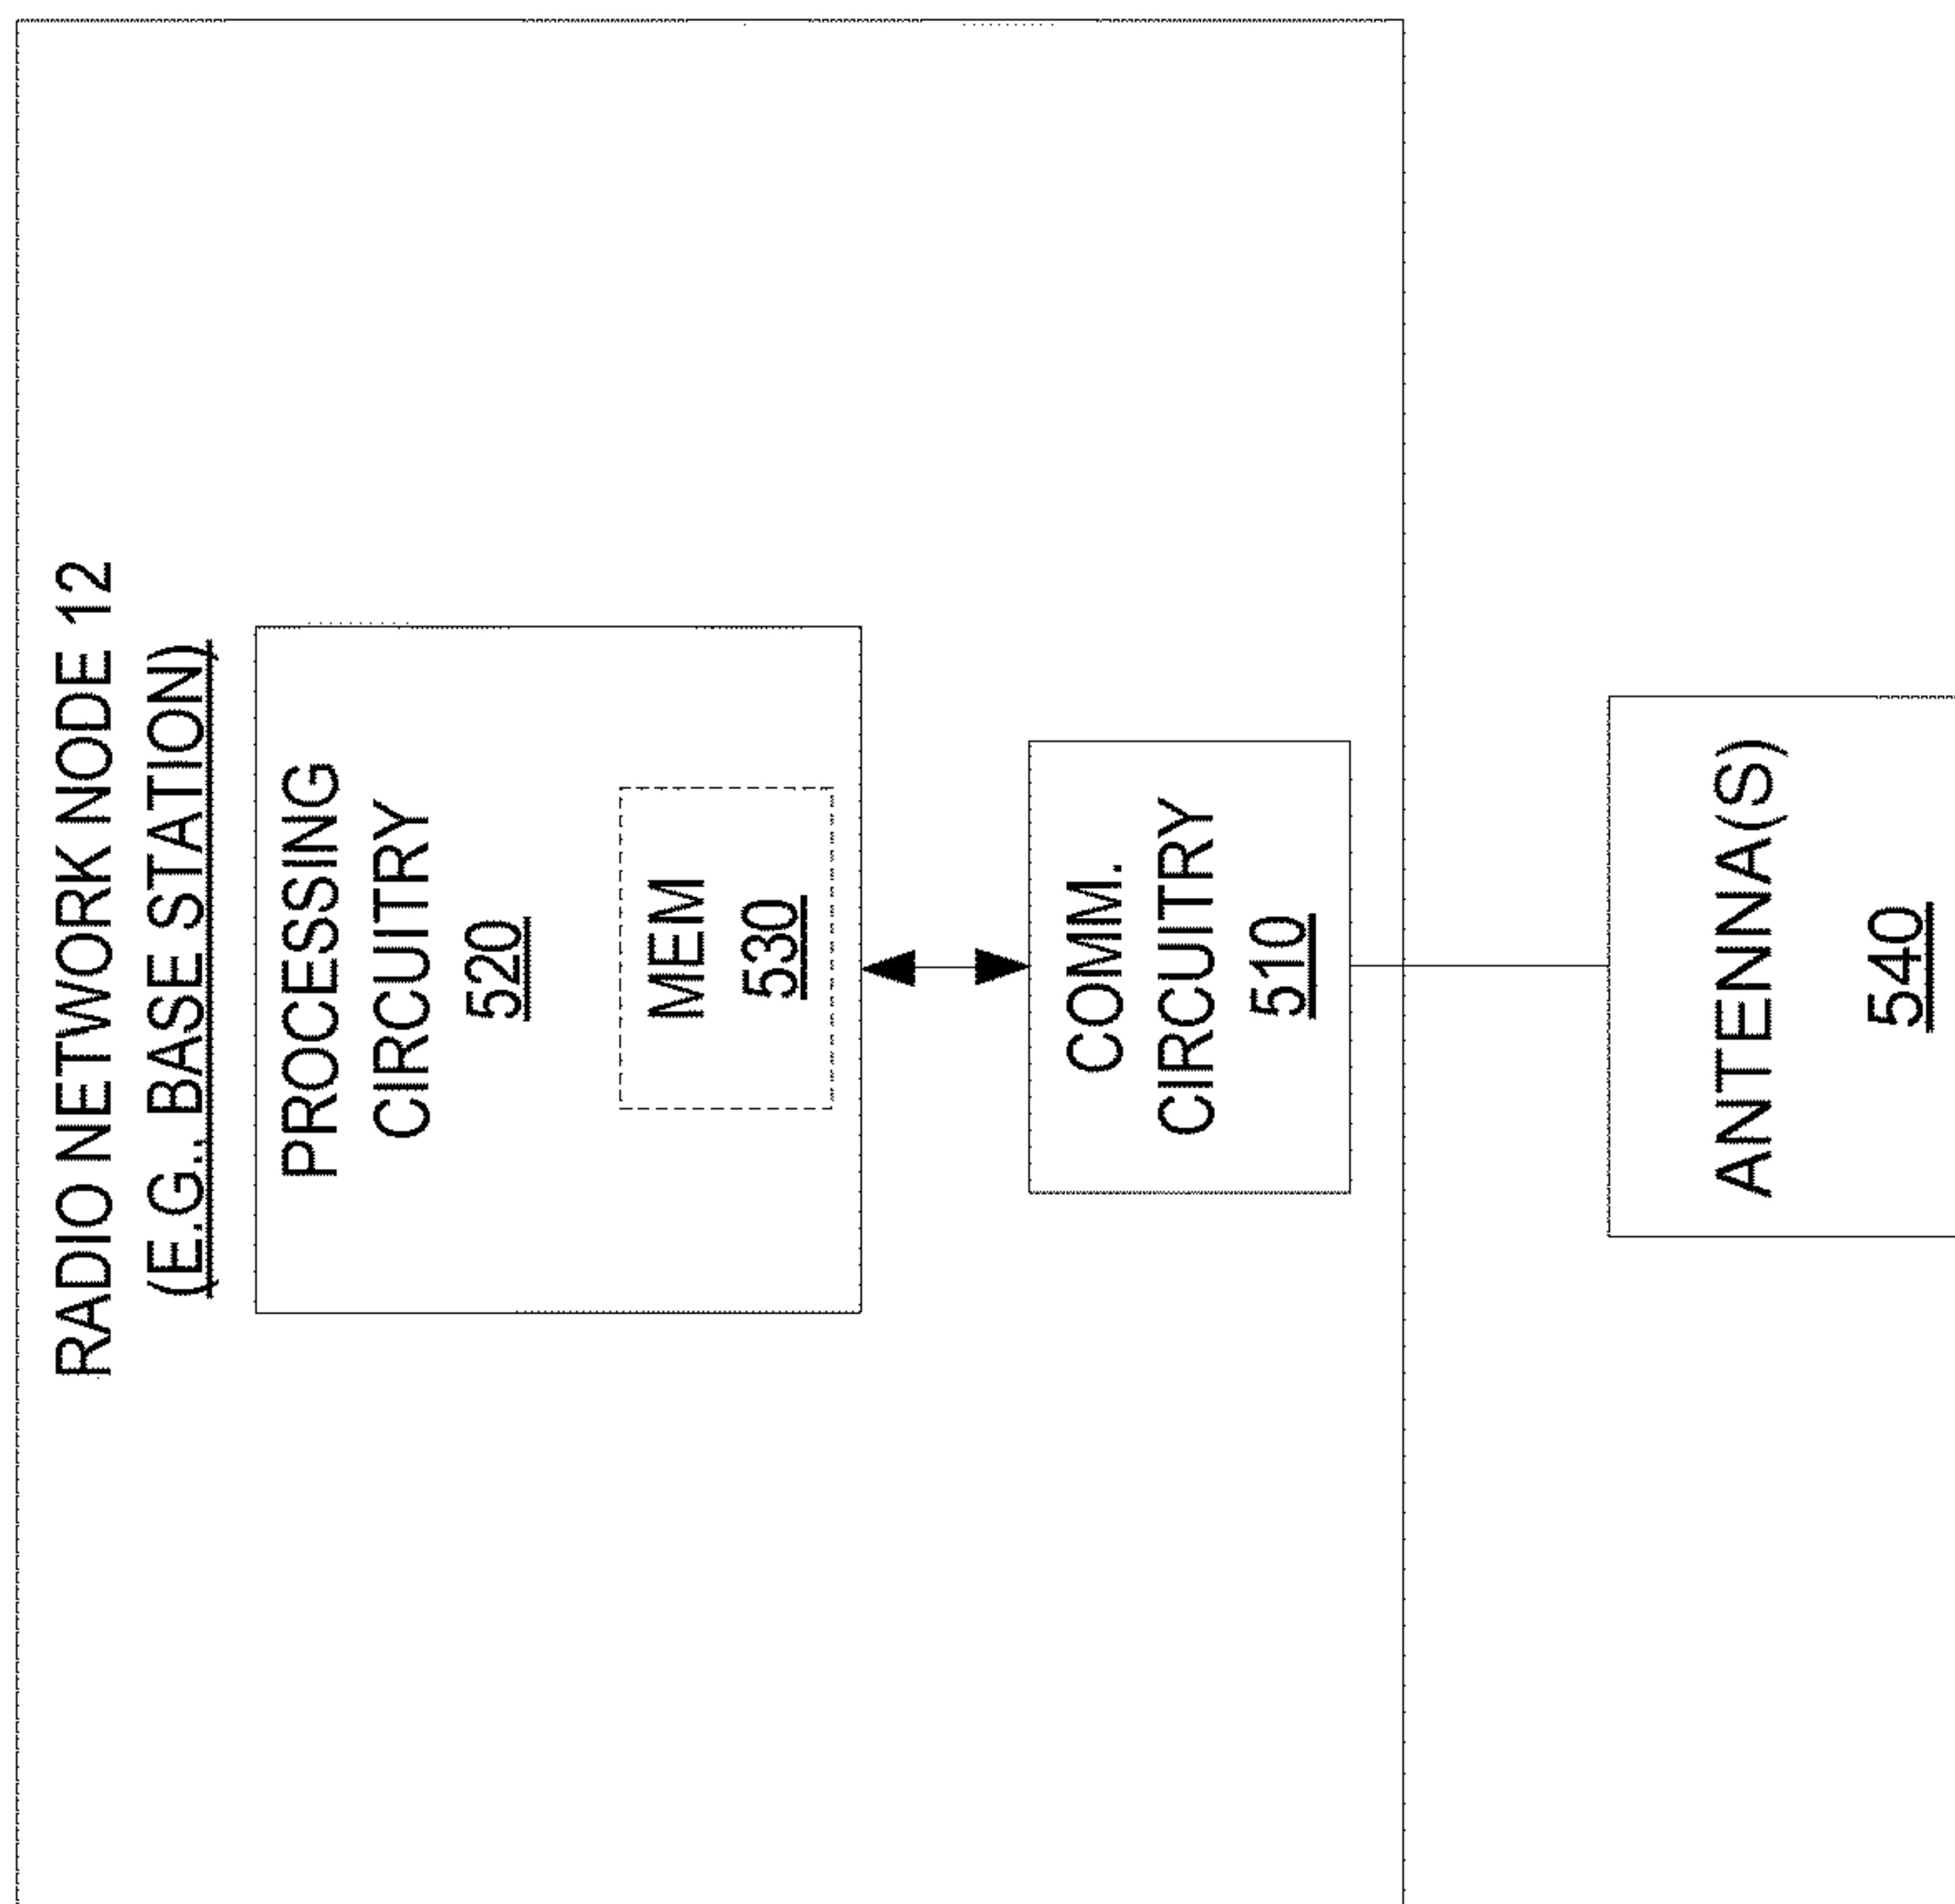 RADIO NETWORK NODE 12
(E.G., BASE STATION)
PROCESSING
CIRCUITRY
520
MEM
530
COMM.
CIRCUITRY
510
ANTENNA(S)
540